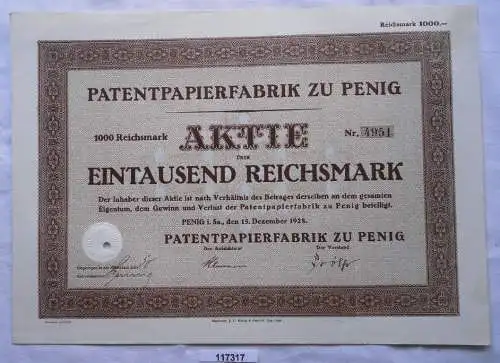 Reichsmark 1000.—
PATENTPAPIERFABRIK ZU PENIG
1000 Reichsmark AKTIE Nr. 4951
ÜBER
EINTAUSEND REICHSMARK
Der Inhaber dieser Aktie ist nach Verhältnis des Betrages derselben an dem gesamten
Eigentum, dem Gewinn und Verlust der Patentpapierfabrik zu Penig beteiligt.
PENIG i. Sa., den 15. Dezember 1928.
PATENTPAPIERFABRIK ZU PENIG
Der Aufsichtsrat Der Vorstand
117317